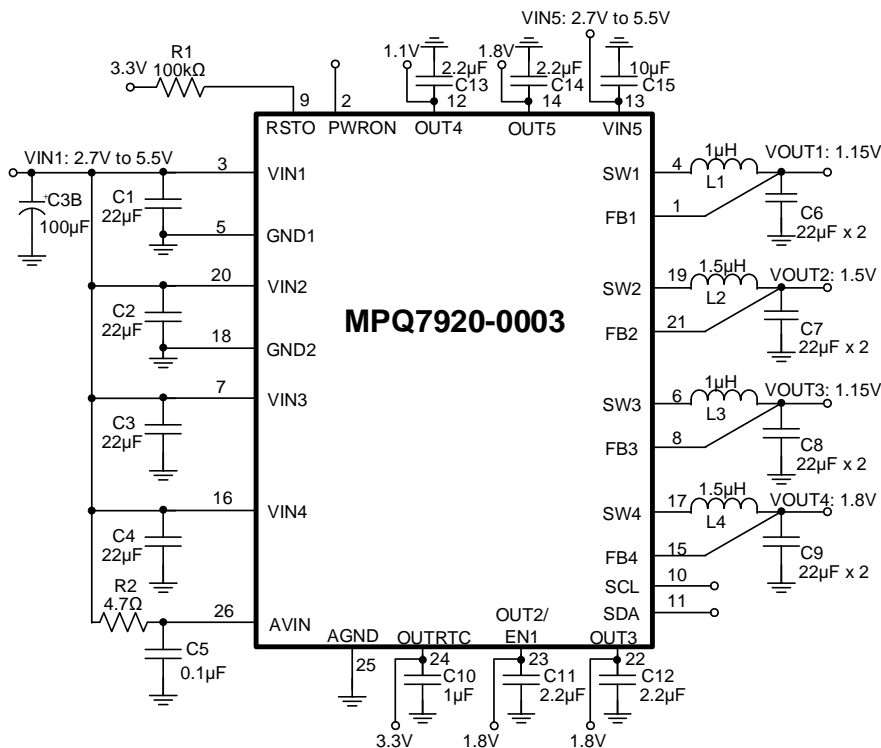 VIN5: 2.7V to 5.5V
R1
100kΩ
3.3V
1.1V
2.2µF
C13
1.8V
2.2µF
C14
10µF
C15
9
2
12
14
13
RSTO
PWRON
OUT4
OUT5
VIN5
VIN1: 2.7V to 5.5V
3
VIN1
+
C3B
100µF
C1
22µF
5
GND1
20
VIN2
C2
22µF
18
GND2
7
VIN3
C3
22µF
16
VIN4
C4
22µF
R2
4.7Ω
26
AVIN
C5
0.1µF
MPQ7920-0003
SW1
4
1µH
L1
VOUT1: 1.15V
FB1
1
C6
22µF x 2
SW2
19
1.5µH
L2
VOUT2: 1.5V
FB2
21
C7
22µF x 2
SW3
6
1µH
L3
VOUT3: 1.15V
FB3
8
C8
22µF x 2
SW4
17
1.5µH
L4
VOUT4: 1.8V
FB4
15
C9
22µF x 2
SCL
10
SDA
11
AGND
OUTRTC
OUT2/
EN1
OUT3
25
24
23
22
C10
1µF
C11
2.2µF
C12
2.2µF
3.3V
1.8V
1.8V